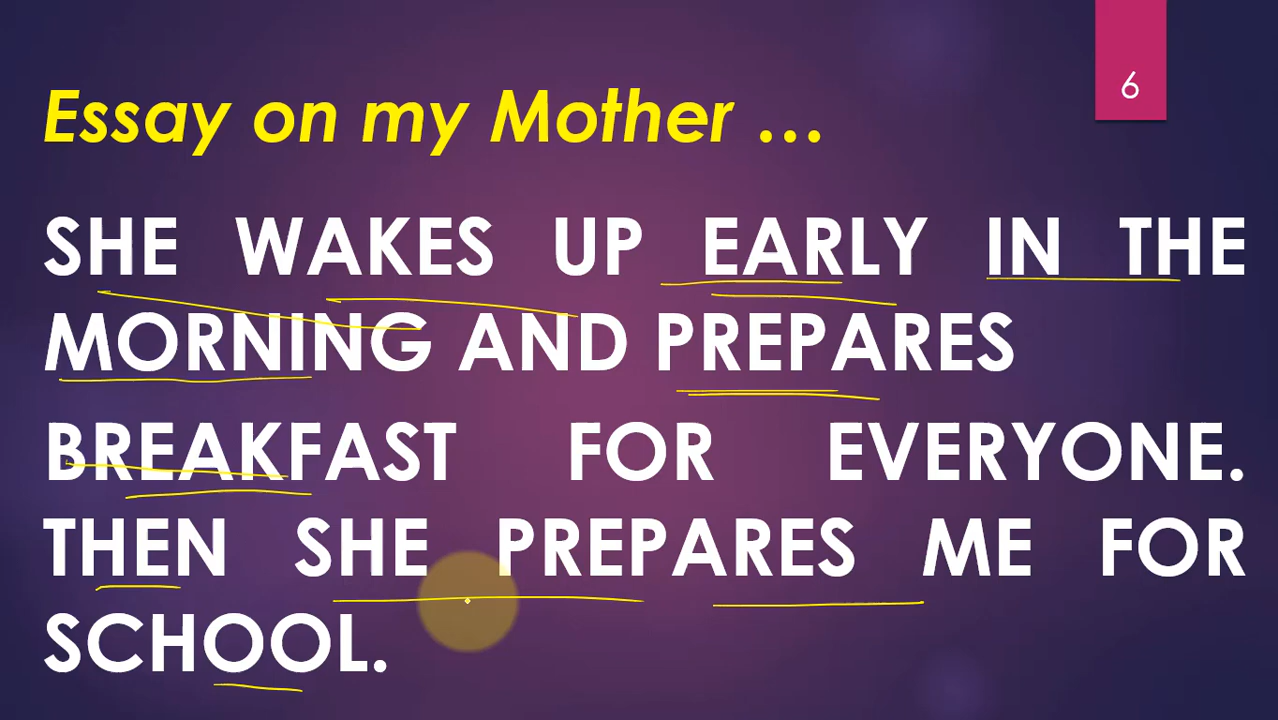 6
Essay on my Mother ...
SHE WAKES UP EARLY IN THE
MORNING AND PREPARES
BREAKFAST FOR EVERYONE.
THEN SHE PREPARES ME FOR
SCHOOL.